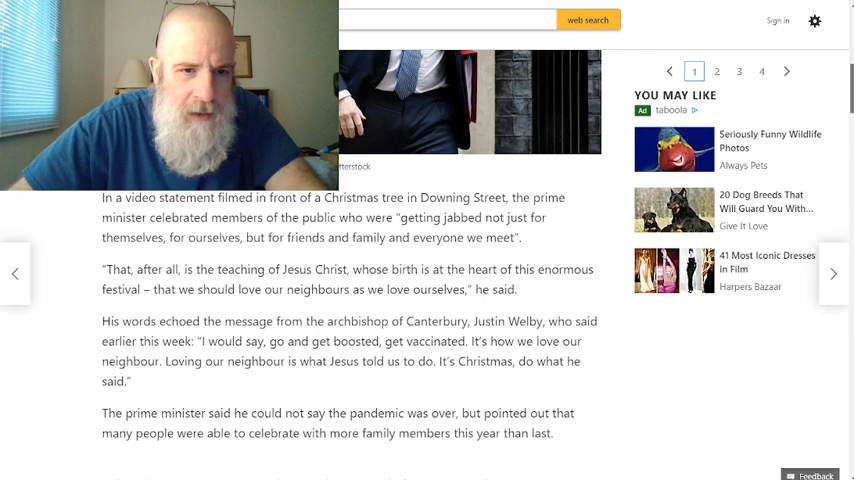 web search
Sign in
1 2 3 4
YOU MAY LIKE
Ad taboola
Seriously Funny Wildlife
Photos
Always Pets
20 Dog Breeds That
Will Guard You With...
Give It Love
41 Most Iconic Dresses
in Film
Harpers Bazaar
tterstock
In a video statement filmed in front of a Christmas tree in Downing Street, the prime
minister celebrated members of the public who were “getting jabbed not just for
themselves, for ourselves, but for friends and family and everyone we meet”.
“That, after all, is the teaching of Jesus Christ, whose birth is at the heart of this enormous
festival – that we should love our neighbours as we love ourselves,” he said.
His words echoed the message from the archbishop of Canterbury, Justin Welby, who said
earlier this week: “I would say, go and get boosted, get vaccinated. It’s how we love our
neighbour. Loving our neighbour is what Jesus told us to do. It’s Christmas, do what he
said.”
The prime minister said he could not say the pandemic was over, but pointed out that
many people were able to celebrate with more family members this year than last.
Feedback